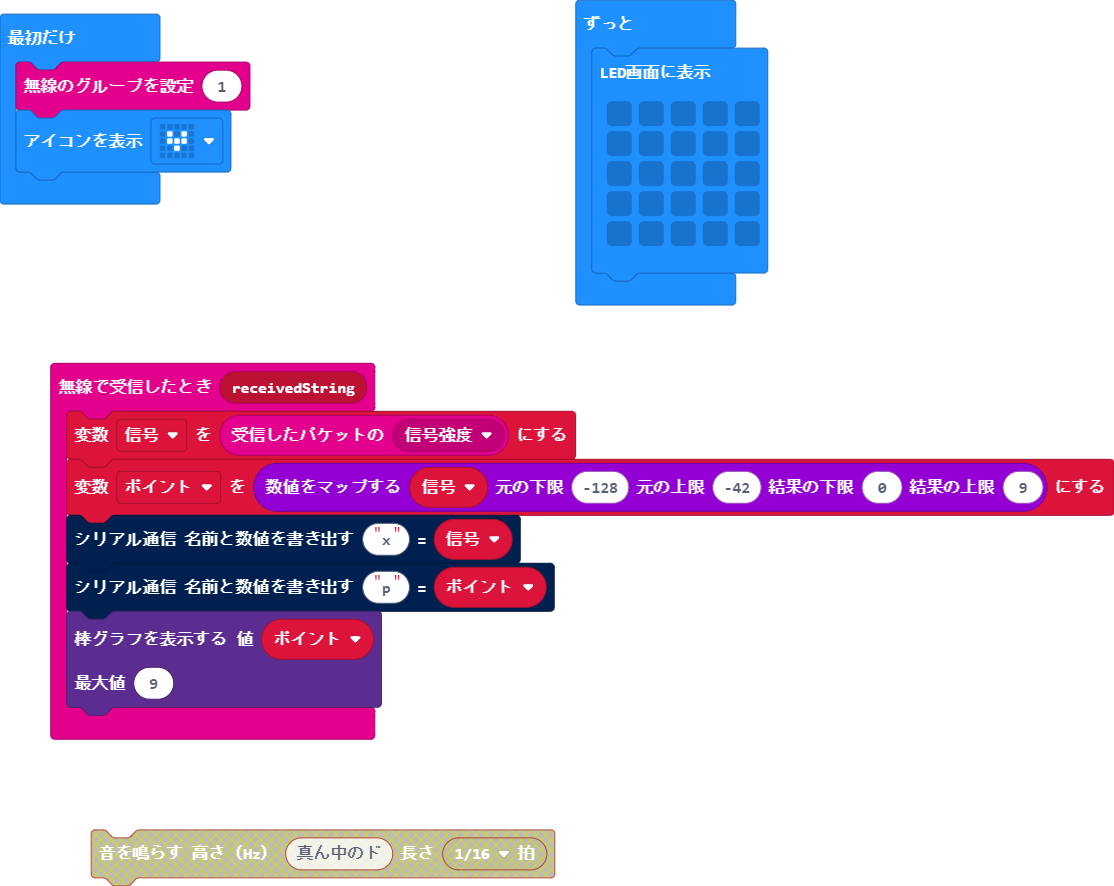 最初だけ
無線のグループを設定 1
アイコンを表示
ずっと
LED画面に表示
無線で受信したとき receivedString
変数 信号 を 受信したパケットの 信号強度 にする
変数 ポイント を 数値をマップする 信号 元の下限 -128 元の上限 -42 結果の下限 0 結果の上限 9 にする
シリアル通信 名前と数値を書き出す "x" = 信号
シリアル通信 名前と数値を書き出す "p" = ポイント
棒グラフを表示する 値 ポイント
最大値 9
音を鳴らす 高さ（Hz） 真ん中のド 長さ 1/16 拍